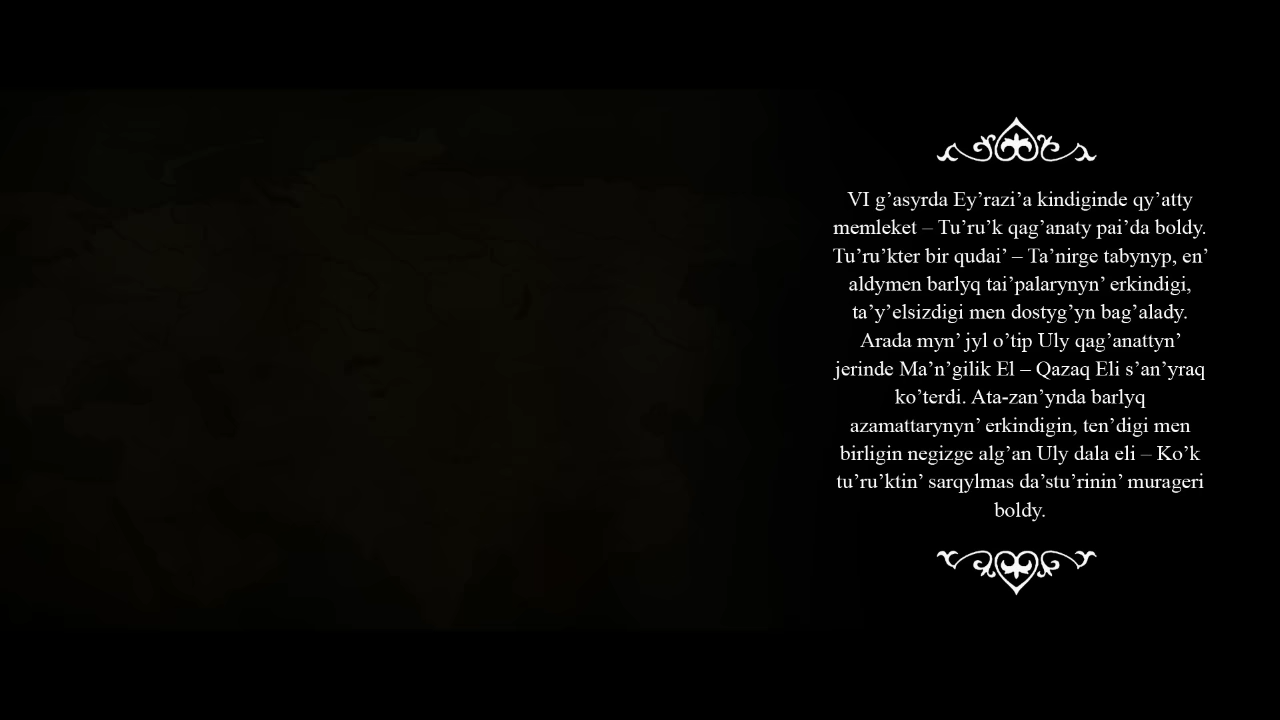 VI g’asyrda Ey’razi’a kindiginde qy’atty
memleket – Tu’ru’k qag’anaty pai’da boldy.
Tu’ru’kter bir qudai’ – Ta’nirge tabynyp, en’
aldymen barlyq tai’palarynyn’ erkindigi,
ta’y’elsizdigi men dostyg’yn bag’alady.
Arada myn’ jyl o’tip Uly qag’anattyn’
jerinde Ma’n’gilik El – Qazaq Eli s’an’yraq
ko’terdi. Ata-zan’ynda barlyq
azamattarynyn’ erkindigin, ten’digi men
birligin negizge alg’an Uly dala eli – Ko’k
tu’ru’ktin’ sarqylmas da’stu’rinin’ murageri
boldy.